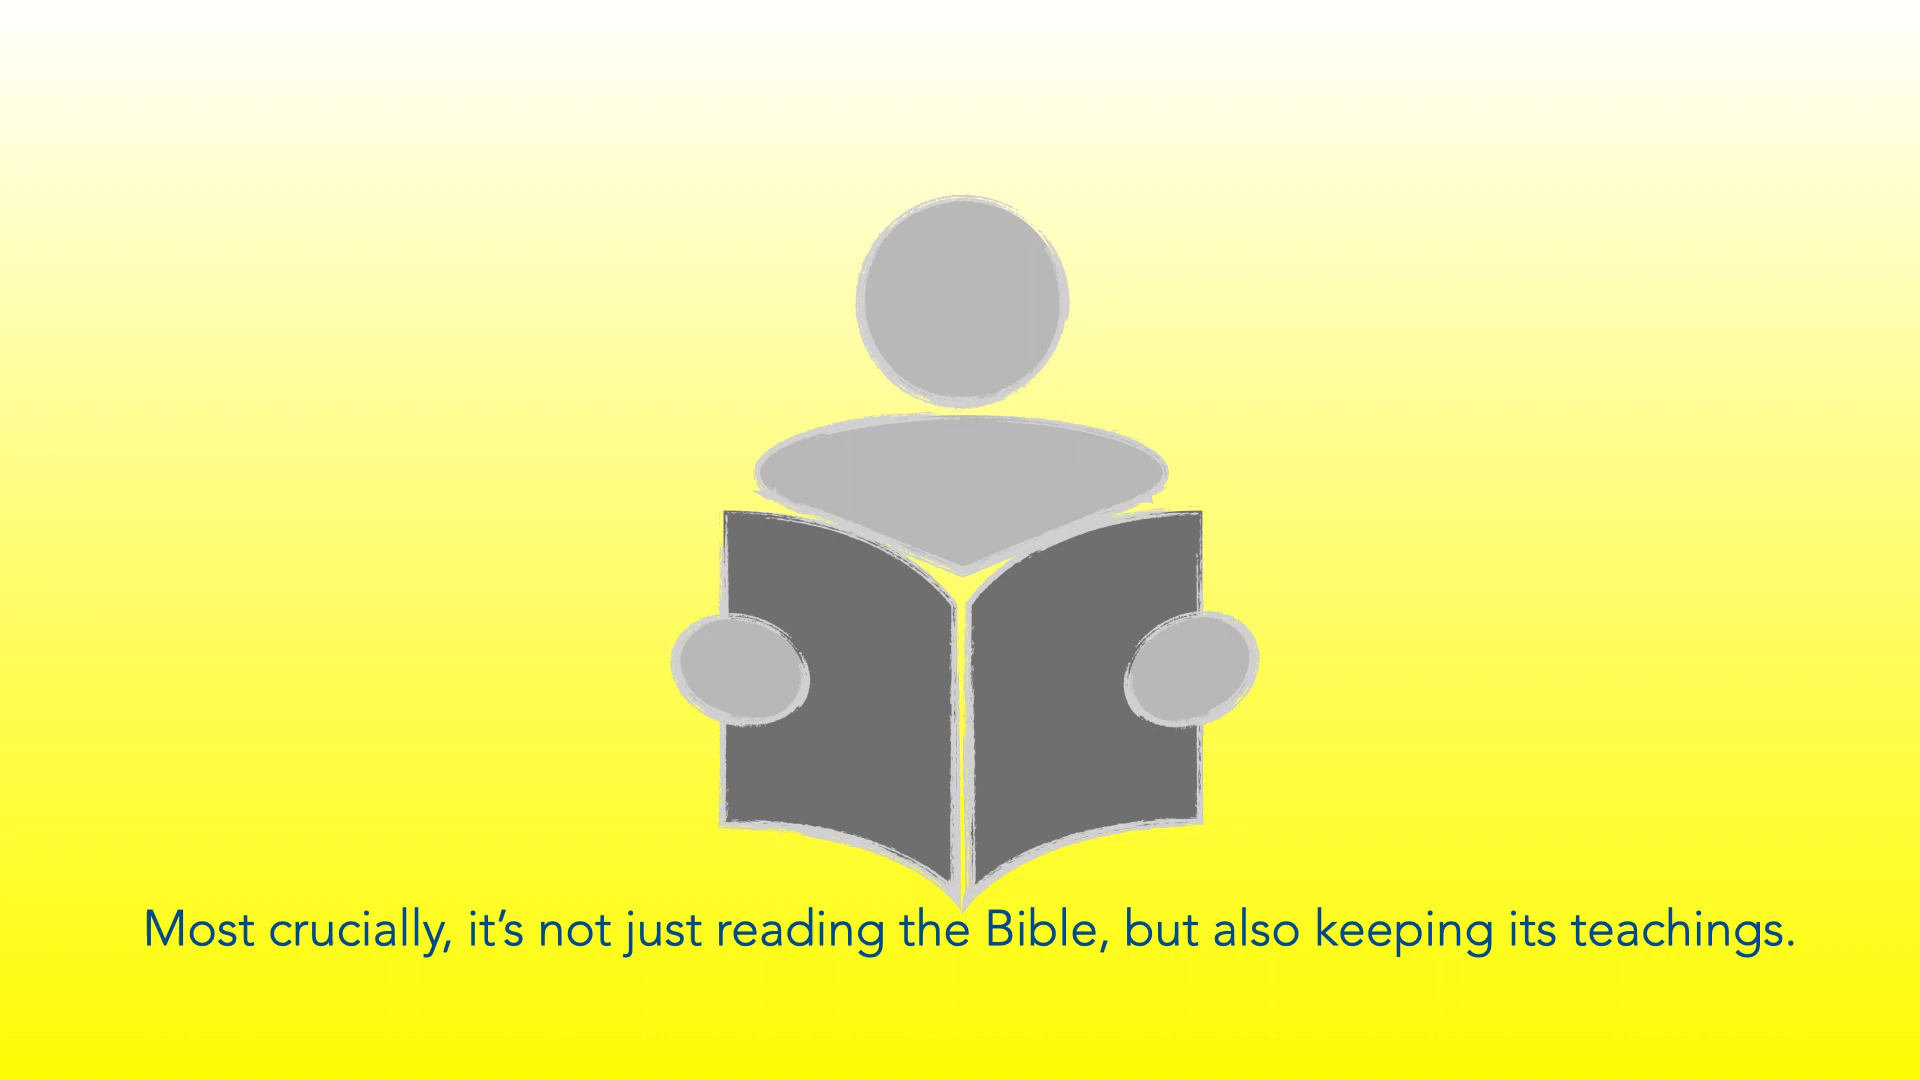 Most crucially, it’s not just reading the Bible, but also keeping its teachings.